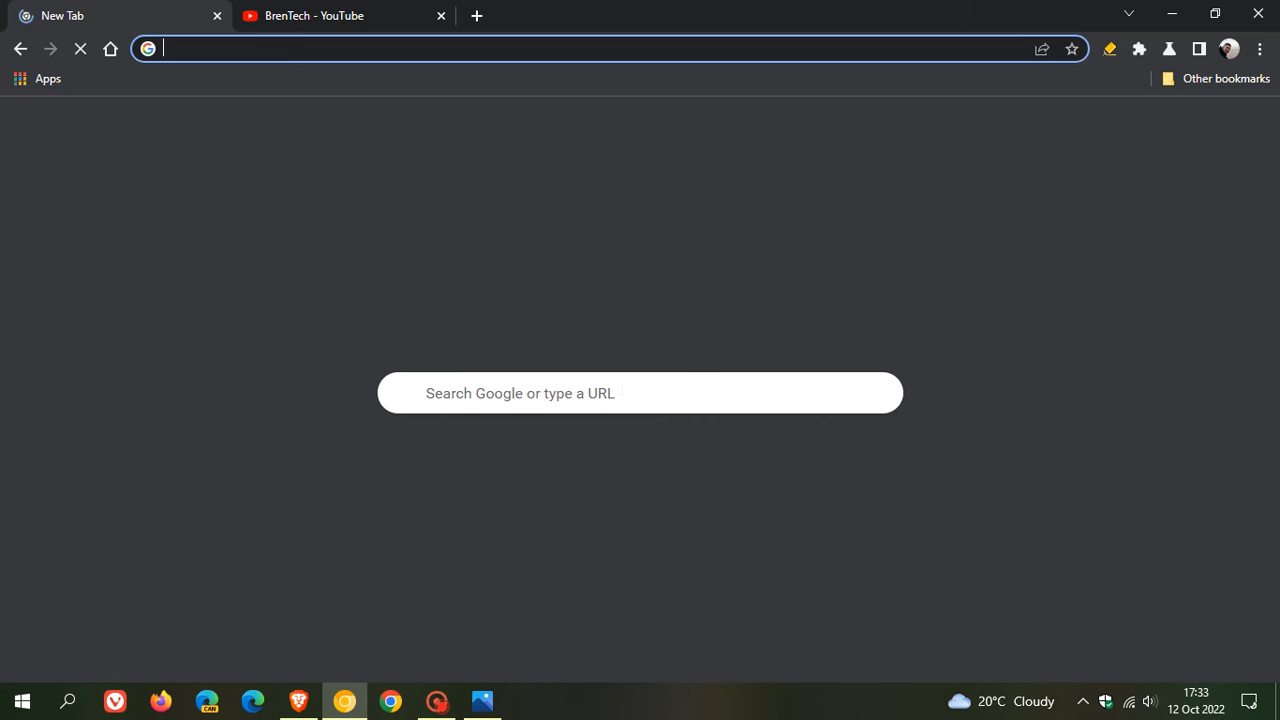 New Tab
BrenTech - YouTube
Apps
Other bookmarks
Search Google or type a URL
CAN
20°C Cloudy
17:33
12 Oct 2022